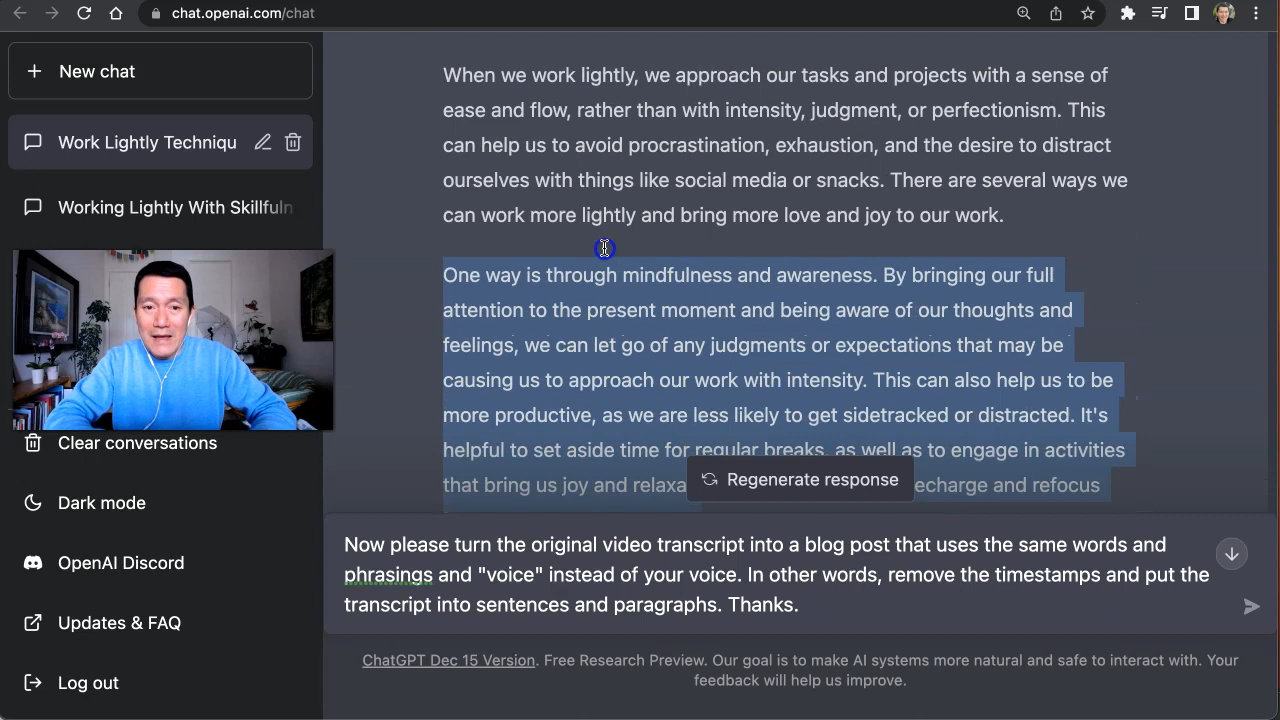 chat.openai.com/chat
New chat
Work Lightly Techniqu
Working Lightly With Skillfuln
Clear conversations
Dark mode
OpenAI Discord
Updates & FAQ
Log out
When we work lightly, we approach our tasks and projects with a sense of
ease and flow, rather than with intensity, judgment, or perfectionism. This
can help us to avoid procrastination, exhaustion, and the desire to distract
ourselves with things like social media or snacks. There are several ways we
can work more lightly and bring more love and joy to our work.
One way is through mindfulness and awareness. By bringing our full
attention to the present moment and being aware of our thoughts and
feelings, we can let go of any judgments or expectations that may be
causing us to approach our work with intensity. This can also help us to be
more productive, as we are less likely to get sidetracked or distracted. It's
helpful to set aside time for regular breaks, as well as to engage in activities
that bring us joy and relaxa echarge and refocus
Regenerate response
Now please turn the original video transcript into a blog post that uses the same words and
phrasings and "voice" instead of your voice. In other words, remove the timestamps and put the
transcript into sentences and paragraphs. Thanks.
ChatGPT Dec 15 Version. Free Research Preview. Our goal is to make AI systems more natural and safe to interact with. Your
feedback will help us improve.